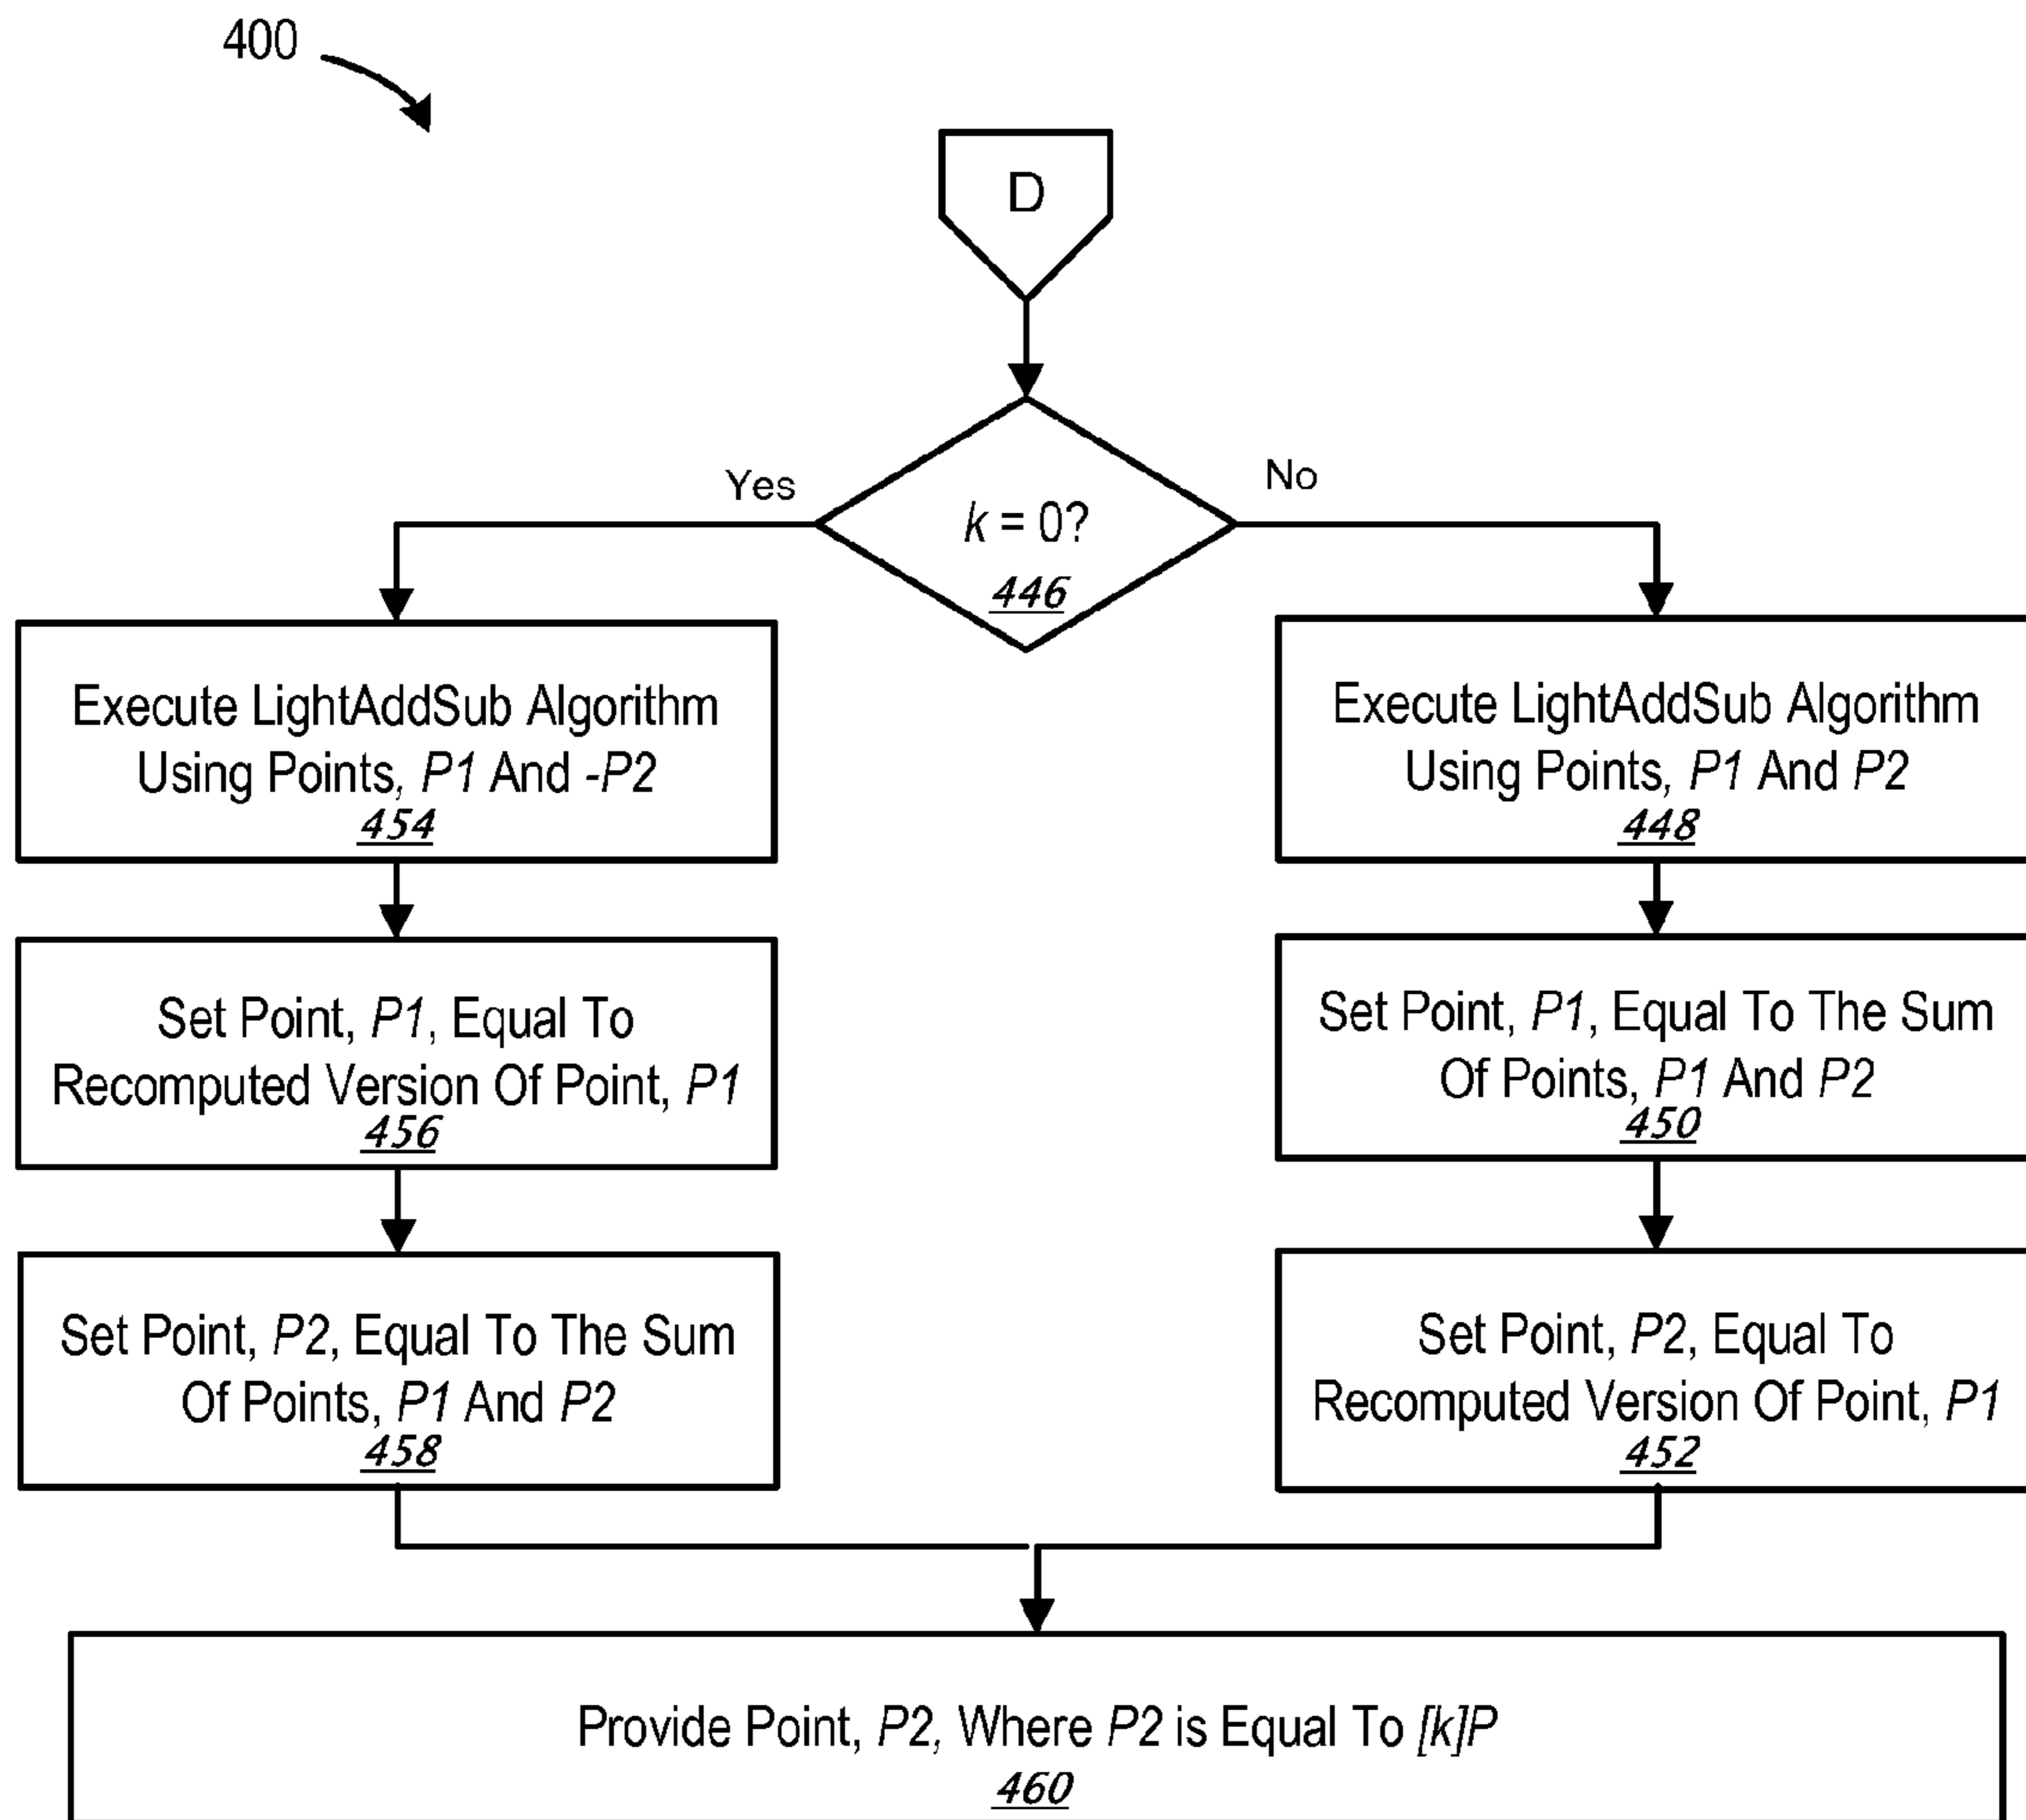 400
D
k = 0?
446
Yes
No
Execute LightAddSub Algorithm
Using Points, P1 And -P2
454
Execute LightAddSub Algorithm
Using Points, P1 And P2
448
Set Point, P1, Equal To
Recomputed Version Of Point, P1
456
Set Point, P1, Equal To The Sum
Of Points, P1 And P2
450
Set Point, P2, Equal To The Sum
Of Points, P1 And P2
458
Set Point, P2, Equal To
Recomputed Version Of Point, P1
452
Provide Point, P2, Where P2 is Equal To [k]P
460